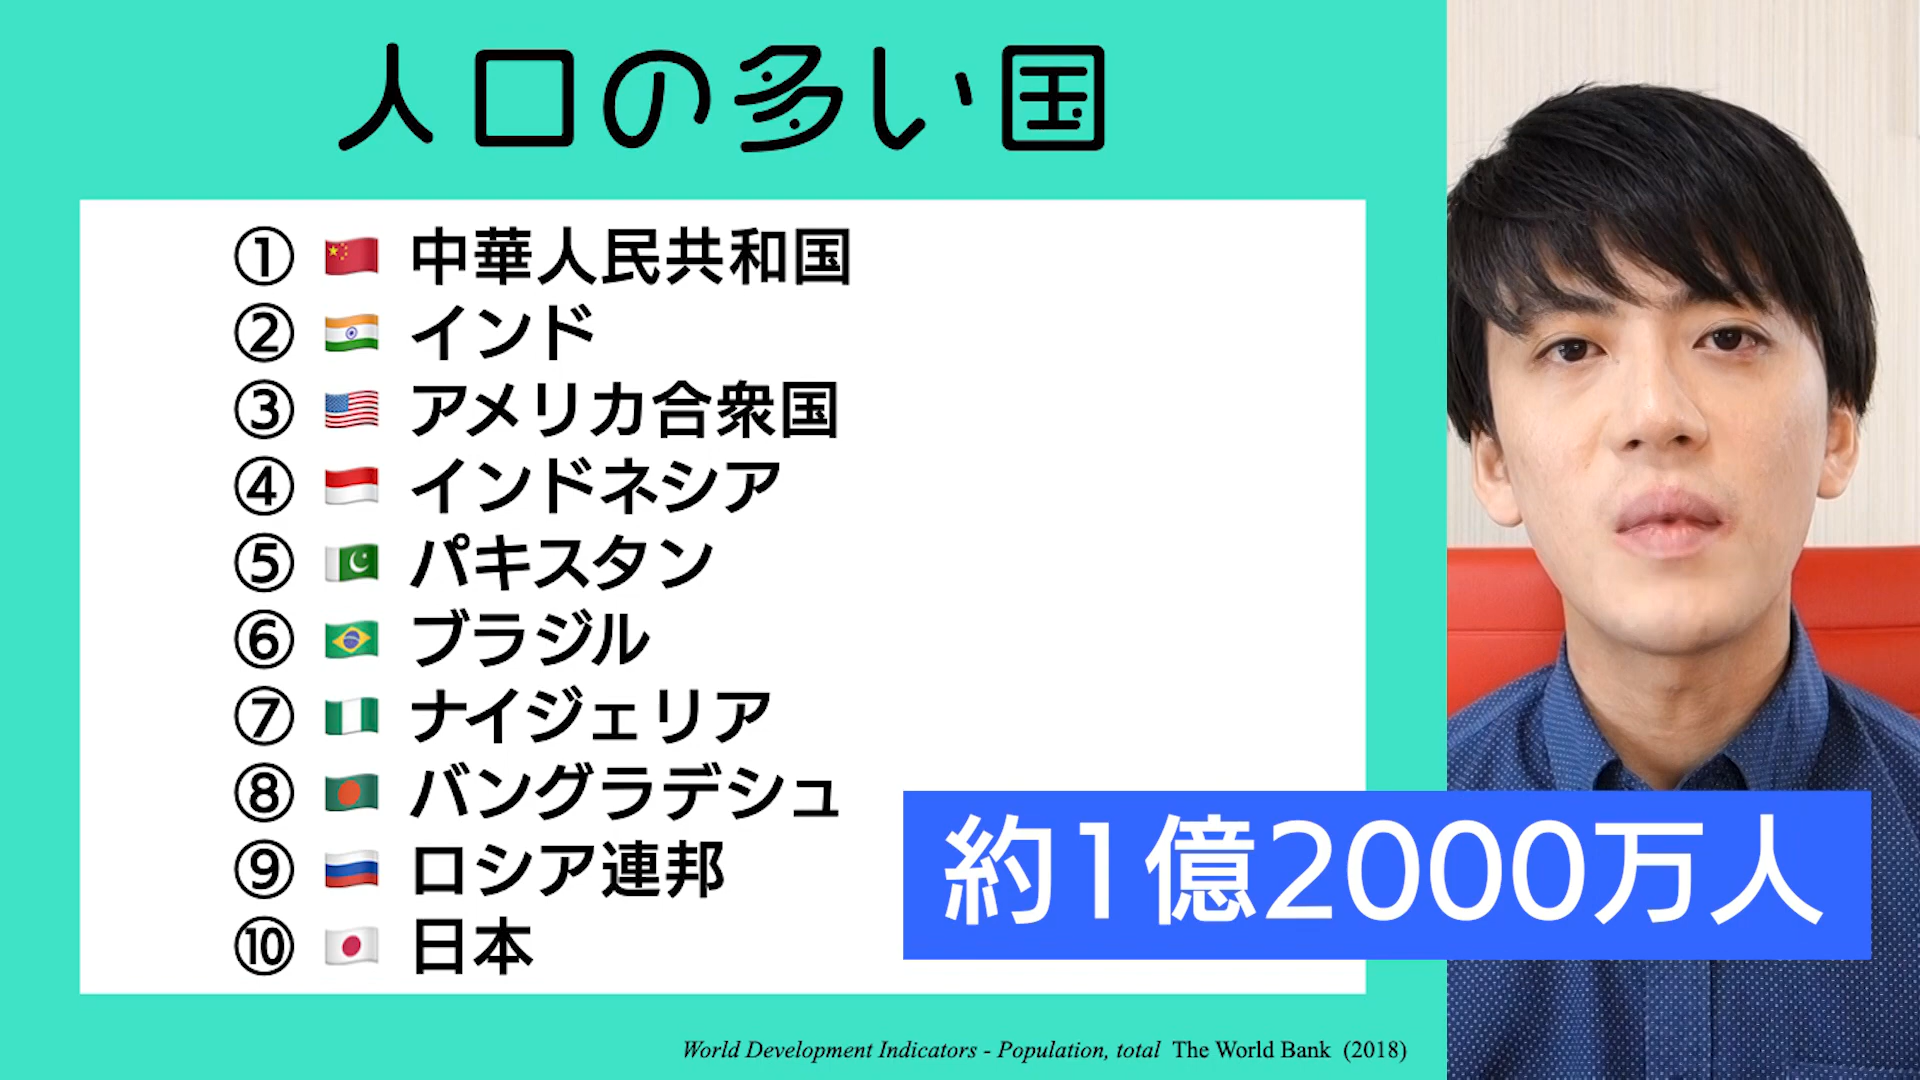 人口の多い国
① 中華人民共和国
② インド
③ アメリカ合衆国
④ インドネシア
⑤ パキスタン
⑥ ブラジル
⑦ ナイジェリア
⑧ バングラデシュ
⑨ ロシア連邦
⑩ 日本
約1億2000万人
World Development Indicators - Population, total The World Bank (2018)